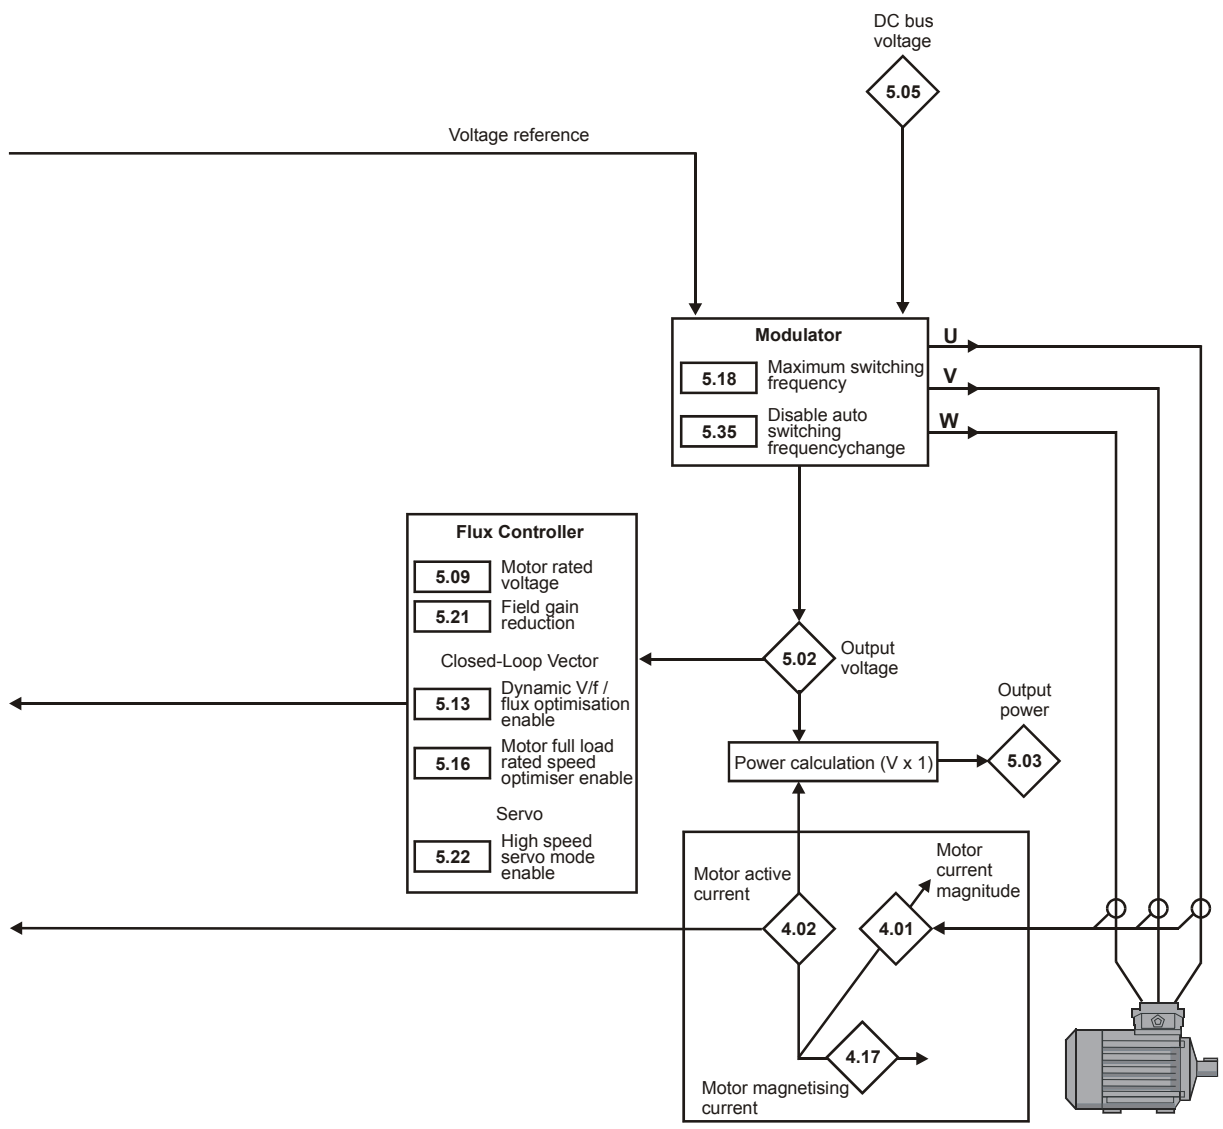 DC bus
voltage
5.05
Voltage reference
Modulator
5.18
Maximum switching
frequency
5.35
Disable auto
switching
frequencychange
U
V
W
Flux Controller
5.09
Motor rated
voltage
5.21
Field gain
reduction
Closed-Loop Vector
5.13
Dynamic V/f /
flux optimisation
enable
5.16
Motor full load
rated speed
optimiser enable
Servo
5.22
High speed
servo mode
enable
5.02
Output
voltage
Output
power
5.03
Power calculation (V x 1)
Motor active
current
4.02
Motor
current
magnitude
4.01
4.17
Motor magnetising
current